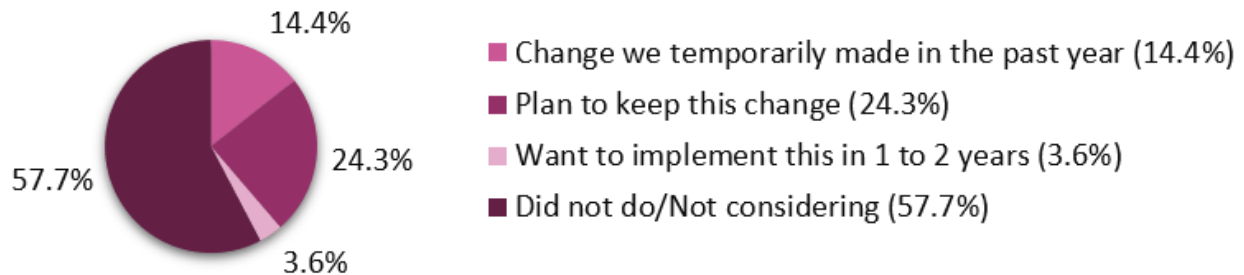 14.4%
24.3%
3.6%
57.7%
Change we temporarily made in the past year (14.4%)
Plan to keep this change (24.3%)
Want to implement this in 1 to 2 years (3.6%)
Did not do/Not considering (57.7%)